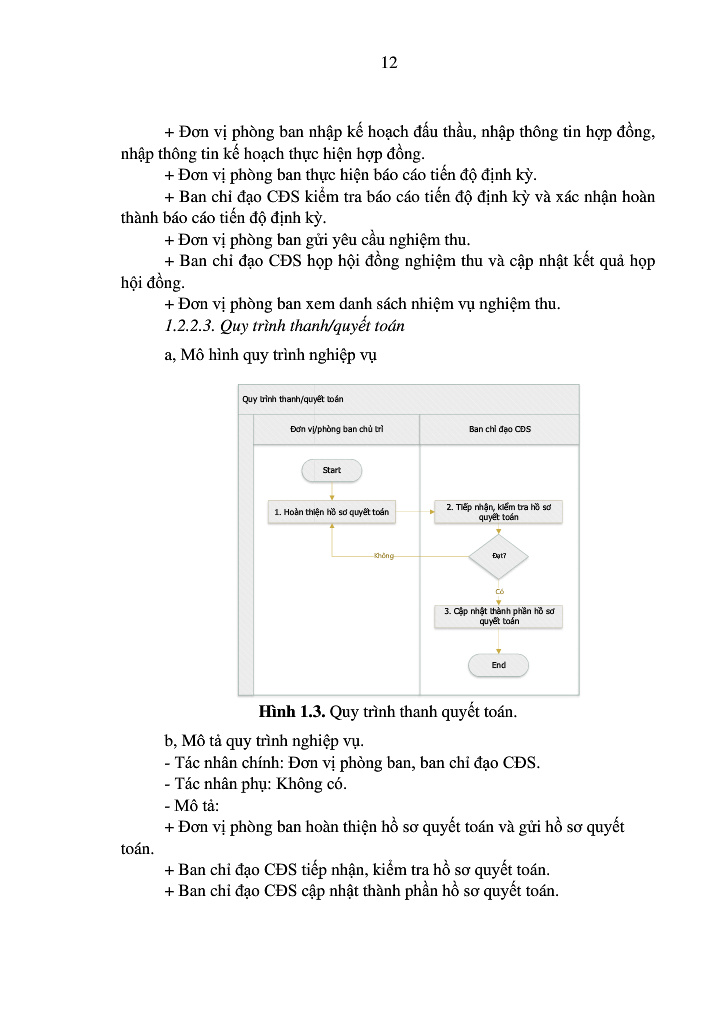 12
+ Đơn vị phòng ban nhập kế hoạch đấu thầu, nhập thông tin hợp đồng,
nhập thông tin kế hoạch thực hiện hợp đồng.
+ Đơn vị phòng ban thực hiện báo cáo tiến độ định kỳ.
+ Ban chỉ đạo CĐS kiểm tra báo cáo tiến độ định kỳ và xác nhận hoàn
thành báo cáo tiến độ định kỳ.
+ Đơn vị phòng ban gửi yêu cầu nghiệm thu.
+ Ban chỉ đạo CĐS họp hội đồng nghiệm thu và cập nhật kết quả họp
hội đồng.
+ Đơn vị phòng ban xem danh sách nhiệm vụ nghiệm thu.
1.2.2.3. Quy trình thanh/quyết toán
a, Mô hình quy trình nghiệp vụ
Quy trình thanh/quyết toán
Đơn vị/phòng ban chủ trì
Ban chỉ đạo CĐS
Start
1. Hoàn thiện hồ sơ quyết toán
2. Tiếp nhận, kiểm tra hồ sơ
quyết toán
Không
Đạt?
Có
3. Cập nhật thành phần hồ sơ
quyết toán
End
Hình 1.3. Quy trình thanh quyết toán.
b, Mô tả quy trình nghiệp vụ.
- Tác nhân chính: Đơn vị phòng ban, ban chỉ đạo CĐS.
- Tác nhân phụ: Không có.
- Mô tả:
+ Đơn vị phòng ban hoàn thiện hồ sơ quyết toán và gửi hồ sơ quyết
toán.
+ Ban chỉ đạo CĐS tiếp nhận, kiểm tra hồ sơ quyết toán.
+ Ban chỉ đạo CĐS cập nhật thành phần hồ sơ quyết toán.